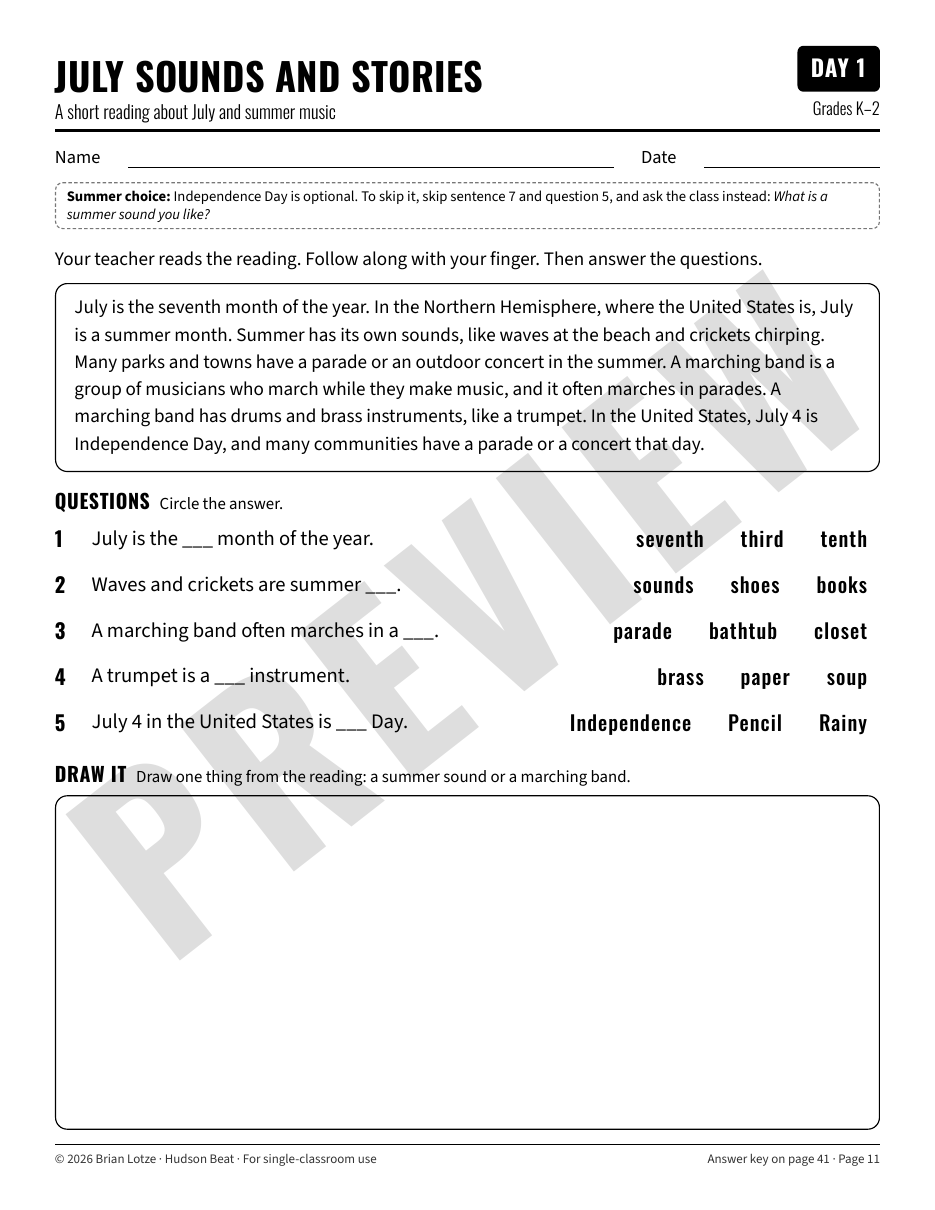 JULY SOUNDS AND STORIES
DAY 1
A short reading about July and summer music
Grades K–2
Name
Date
Summer choice: Independence Day is optional. To skip it, skip sentence 7 and question 5, and ask the class instead: What is a
summer sound you like?
Your teacher reads the reading. Follow along with your finger. Then answer the questions.
July is the seventh month of the year. In the Northern Hemisphere, where the United States is, July
is a summer month. Summer has its own sounds, like waves at the beach and crickets chirping.
Many parks and towns have a parade or an outdoor concert in the summer. A marching band is a
group of musicians who march while they make music, and it often marches in parades. A
marching band has drums and brass instruments, like a trumpet. In the United States, July 4 is
Independence Day, and many communities have a parade or a concert that day.
QUESTIONS Circle the answer.
1 July is the ___ month of the year. seventh third tenth
2 Waves and crickets are summer ___. sounds shoes books
3 A marching band often marches in a ___. parade bathtub closet
4 A trumpet is a ___ instrument. brass paper soup
5 July 4 in the United States is ___ Day. Independence Pencil Rainy
DRAW IT Draw one thing from the reading: a summer sound or a marching band.
PREVIEW
© 2026 Brian Lotze · Hudson Beat · For single-classroom use
Answer key on page 41 · Page 11